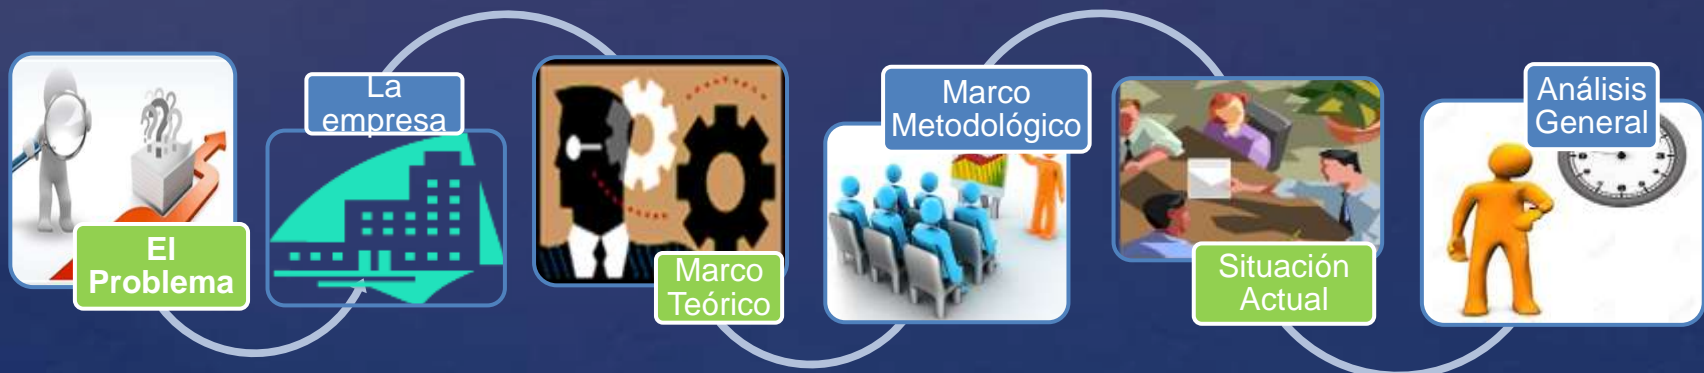 El
Problema
La
empresa
Marco
Teórico
Marco
Metodológico
Situación
Actual
Análisis
General